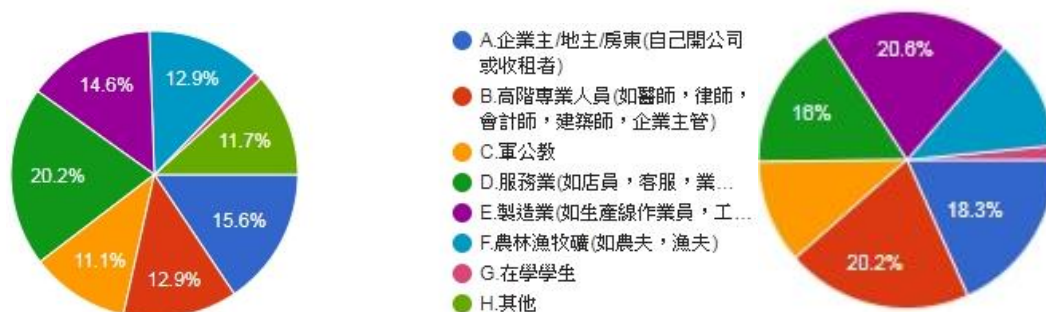 14.6%
12.9%
11.7%
20.2%
15.6%
11.1%
12.9%
A.企業主/地主/房東(自己開公司
或收租者)
B.高階専業人員(如醫師，律師，
會計師，建築師，企業主管)
C.軍公教
D.服務業(如店員，客服，業...
E.製造業(如生產線作業員，工...
F.農林漁牧礦(如農夫，漁夫)
G.在學學生
H.其他
20.6%
16%
18.3%
20.2%